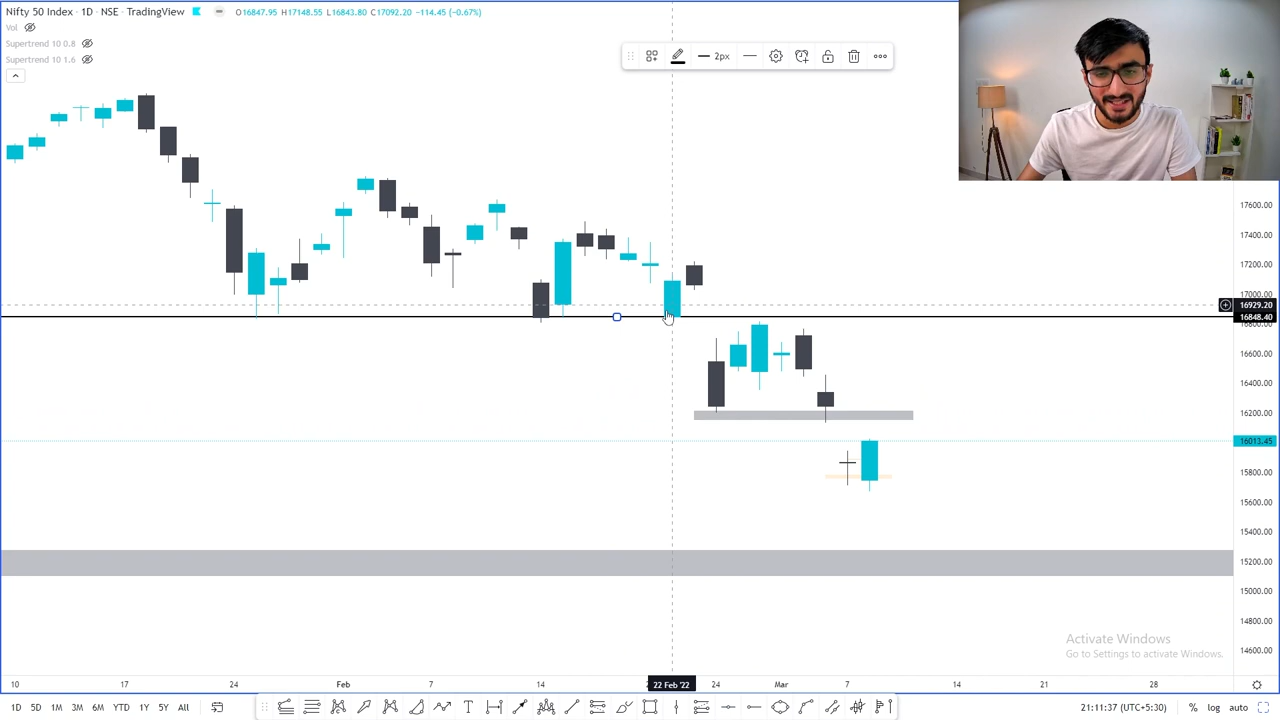 Nifty 50 Index · 1D · NSE · TradingView O16847.95 H17148.55 L16843.80 C17092.20 −114.45 (−0.67%)
Vol
Supertrend 10 0.8
Supertrend 10 1.6
2px
17600.00
17400.00
17200.00
17000.00
16929.20
16848.40
16800.00
16600.00
16400.00
16200.00
16013.45
15800.00
15600.00
15400.00
15200.00
15000.00
14800.00
14600.00
Activate Windows
Go to Settings to activate Windows.
10 17 24 Feb 7 14 22 Feb '22 24 Mar 7 14 21 28
1D 5D 1M 3M 6M YTD 1Y 5Y All 21:11:37 (UTC+5:30) % log auto